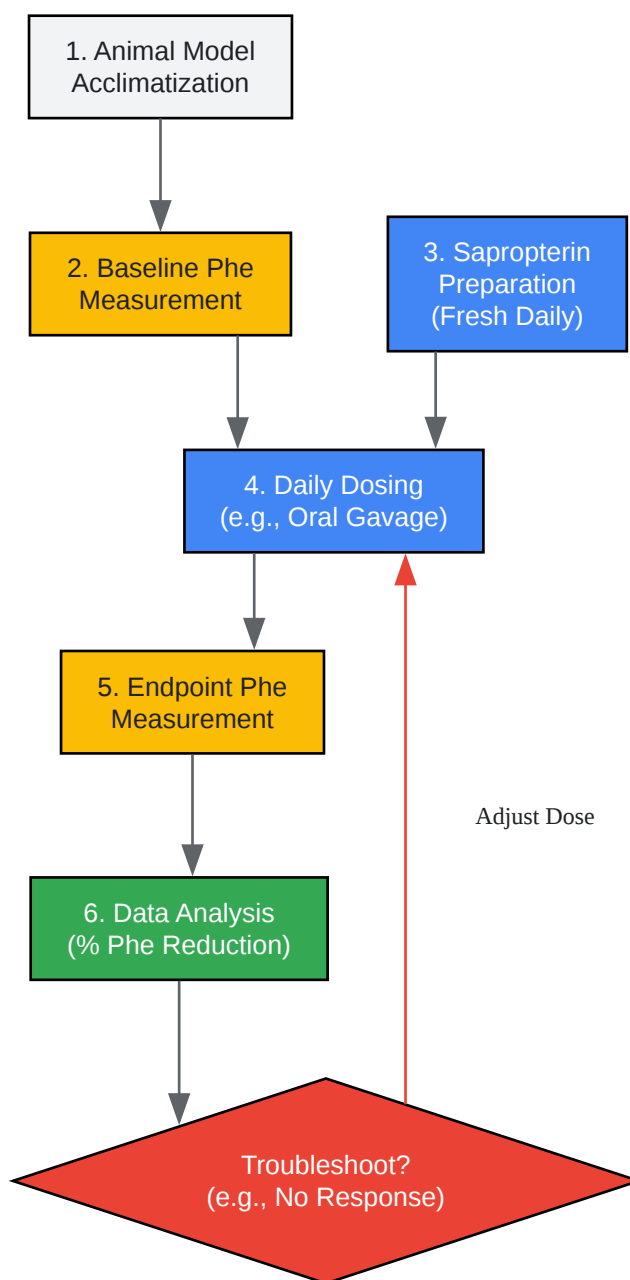 1. Animal Model
Acclimatization
2. Baseline Phe
Measurement
3. Sapropterin
Preparation
(Fresh Daily)
4. Daily Dosing
(e.g., Oral Gavage)
5. Endpoint Phe
Measurement
Adjust Dose
6. Data Analysis
(% Phe Reduction)
Troubleshoot?
(e.g., No Response)